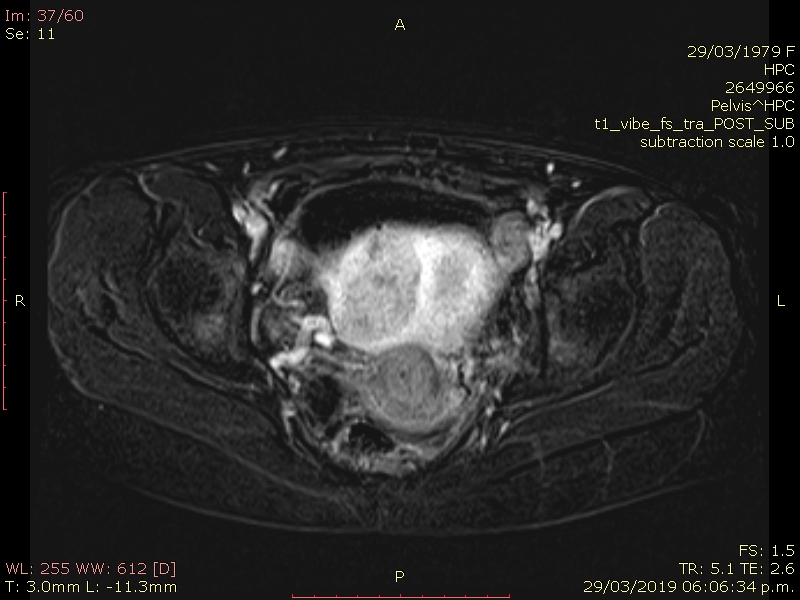 Im: 37/60
Se: 11
A
29/03/1979 F
HPC
2649966
Pelvis^HPC
t1_vibe_fs_tra_POST_SUB
subtraction scale 1.0
R
L
WL: 255 WW: 612 [D]
T: 3.0mm L: -11.3mm
P
FS: 1.5
TR: 5.1 TE: 2.6
29/03/2019 06:06:34 p.m.